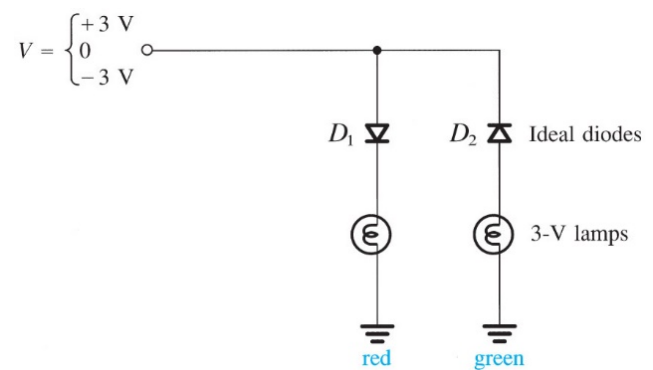 V = { +3 V
0
−3 V
D₁
D₂ Ideal diodes
3-V lamps
red green